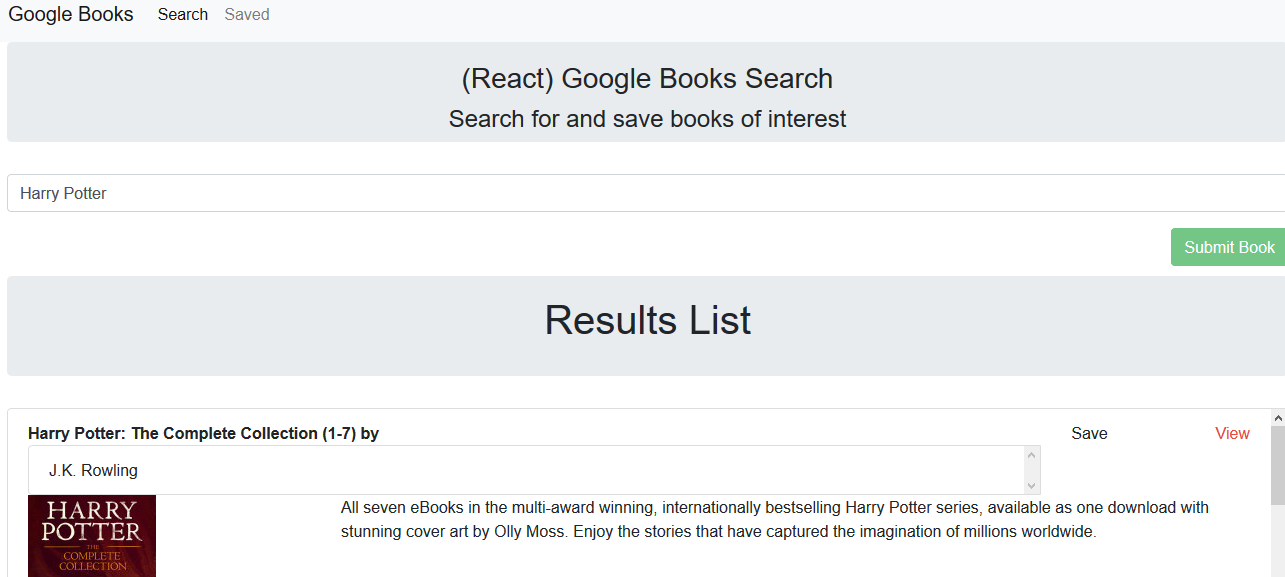 Google Books Search Saved
(React) Google Books Search
Search for and save books of interest
Harry Potter
Submit Book
Results List
Harry Potter: The Complete Collection (1-7) by Save View
J.K. Rowling
HARRY
POTTER
THE
COMPLETE
COLLECTION
All seven eBooks in the multi-award winning, internationally bestselling Harry Potter series, available as one download with
stunning cover art by Olly Moss. Enjoy the stories that have captured the imagination of millions worldwide.